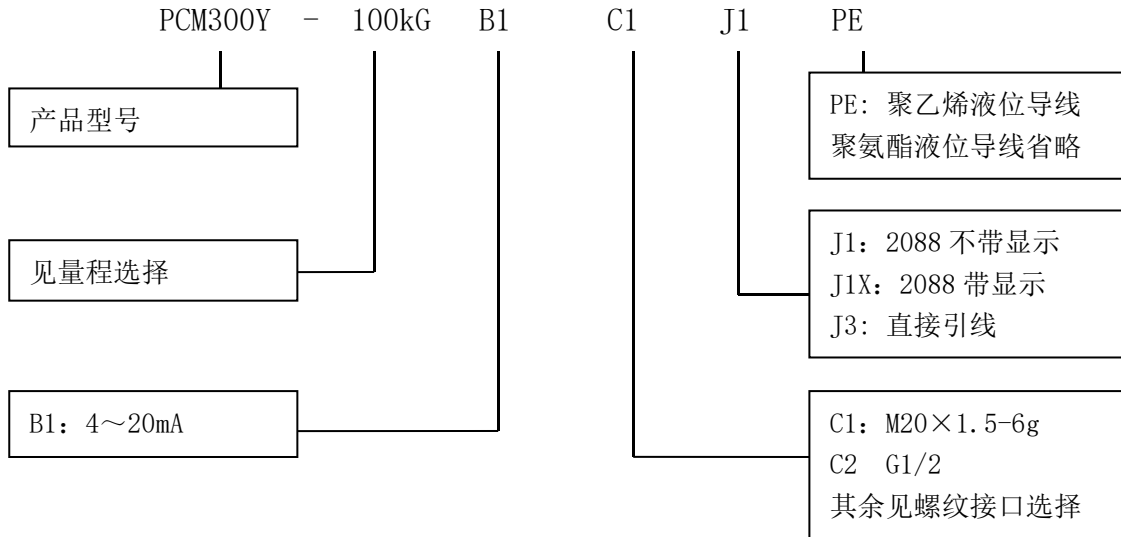 PCM300Y - 100kG B1 C1 J1 PE
产品型号
PE: 聚乙烯液位导线
聚氨酯液位导线省略
见量程选择
J1: 2088 不带显示
J1X: 2088 带显示
J3: 直接引线
B1: 4～20mA
C1: M20×1.5-6g
C2 G1/2
其余见螺纹接口选择